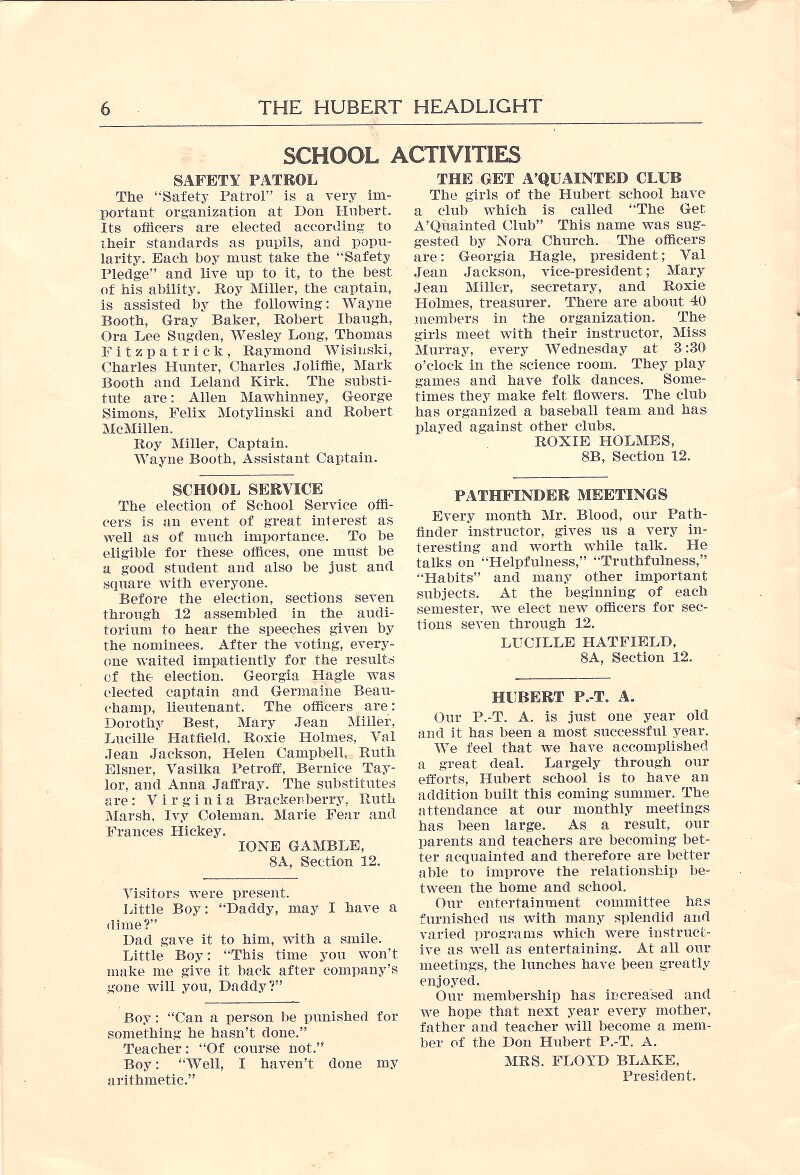 6
THE HUBERT HEADLIGHT
SCHOOL ACTIVITIES
SAFETY PATROL
The "Safety Patrol" is a very im-
portant organization at Don Hubert.
Its officers are elected according to
their standards as pupils, and popu-
larity. Each boy must take the "Safety
Pledge" and live up to it, to the best
of his ability. Roy Miller, the captain,
is assisted by the following: Wayne
Booth, Gray Baker, Robert Ibaugh,
Ora Lee Sugden, Wesley Long, Thomas
Fitzpatrick, Raymond Wisinski,
Charles Hunter, Charles Joliffie, Mark
Booth and Leland Kirk. The substi-
tute are: Allen Mawhinney, George
Simons, Felix Motylinski and Robert
McMillen.
Roy Miller, Captain.
Wayne Booth, Assistant Captain.
SCHOOL SERVICE
The election of School Service offi-
cers is an event of great interest as
well as of much importance. To be
eligible for these offices, one must be
a good student and also be just and
square with everyone.
Before the election, sections seven
through 12 assembled in the audi-
torium to hear the speeches given by
the nominees. After the voting, every-
one waited impatiently for the results
of the election. Georgia Hagle was
elected captain and Germaine Beau-
champ, lieutenant. The officers are:
Dorothy Best, Mary Jean Miller,
Lucille Hatfield, Roxie Holmes, Val
Jean Jackson, Helen Campbell, Ruth
Elsner, Vasilka Petroff, Bernice Tay-
lor, and Anna Jaffray. The substitutes
are: Virginia Brackenberry, Ruth
Marsh, Ivy Coleman, Marie Fear and
Frances Hickey.
IONE GAMBLE,
8A, Section 12.
Visitors were present.
Little Boy: "Daddy, may I have a
dime?"
Dad gave it to him, with a smile.
Little Boy: "This time you won't
make me give it back after company's
gone will you, Daddy?"
Boy: "Can a person be punished for
something he hasn't done."
Teacher: "Of course not."
Boy: "Well, I haven't done my
arithmetic."
THE GET A'QUAINTED CLUB
The girls of the Hubert school have
a club which is called "The Get
A'Quainted Club" This name was sug-
gested by Nora Church. The officers
are: Georgia Hagle, president; Val
Jean Jackson, vice-president; Mary
Jean Miller, secretary, and Roxie
Holmes, treasurer. There are about 40
members in the organization. The
girls meet with their instructor, Miss
Murray, every Wednesday at 3:30
o'clock in the science room. They play
games and have folk dances. Some-
times they make felt flowers. The club
has organized a baseball team and has
played against other clubs.
ROXIE HOLMES,
8B, Section 12.
PATHFINDER MEETINGS
Every month Mr. Blood, our Path-
finder instructor, gives us a very in-
teresting and worth while talk. He
talks on "Helpfulness," "Truthfulness,"
"Habits" and many other important
subjects. At the beginning of each
semester, we elect new officers for sec-
tions seven through 12.
LUCILLE HATFIELD,
8A, Section 12.
HUBERT P.-T. A.
Our P.-T. A. is just one year old
and it has been a most successful year.
We feel that we have accomplished
a great deal. Largely through our
efforts, Hubert school is to have an
addition built this coming summer. The
attendance at our monthly meetings
has been large. As a result, our
parents and teachers are becoming bet-
ter acquainted and therefore are better
able to improve the relationship be-
tween the home and school.
Our entertainment committee has
furnished us with many splendid and
varied programs which were instruct-
ive as well as entertaining. At all our
meetings, the lunches have been greatly
enjoyed.
Our membership has increased and
we hope that next year every mother,
father and teacher will become a mem-
ber of the Don Hubert P.-T. A.
MRS. FLOYD BLAKE,
President.